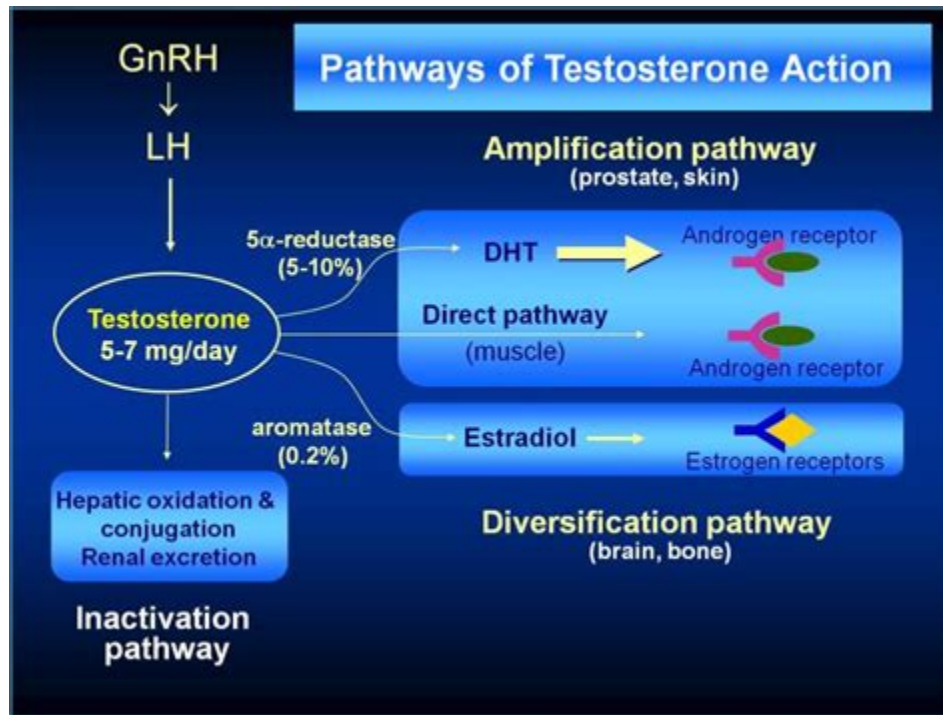 GnRH
Pathways of Testosterone Action
LH
Amplification pathway
(prostate, skin)
5α-reductase
(5-10%)
DHT
Androgen receptor
Testosterone
5-7 mg/day
Direct pathway
(muscle)
Androgen receptor
aromatase
(0.2%)
Estradiol
Estrogen receptors
Hepatic oxidation &
conjugation
Renal excretion
Diversification pathway
(brain, bone)
Inactivation
pathway